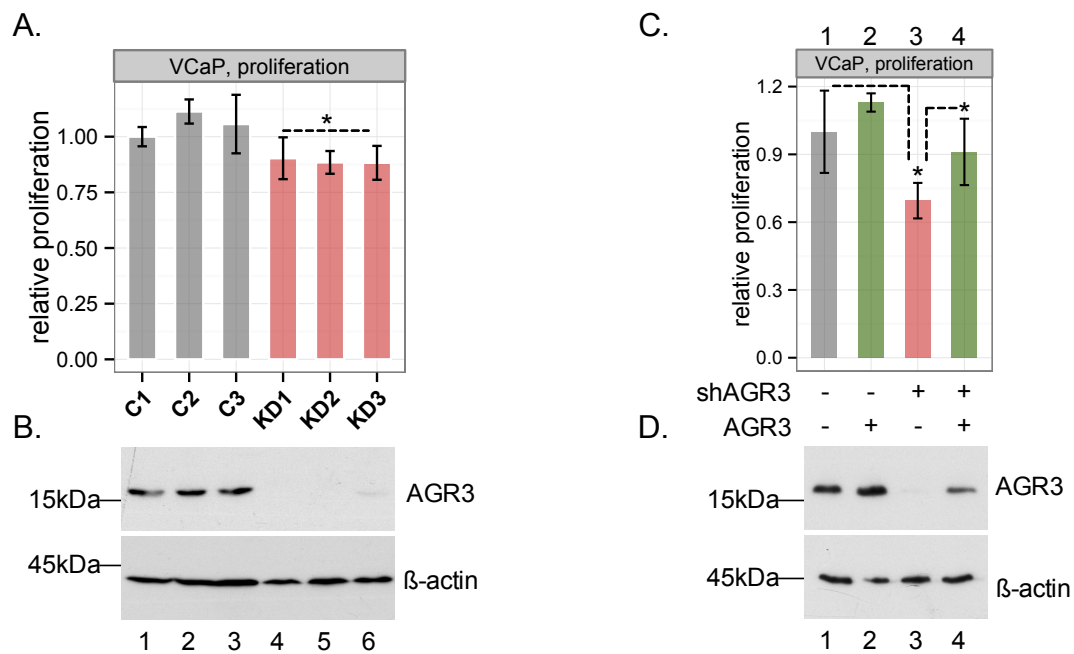 A.
VCaP, proliferation
relative proliferation
1.00
0.75
0.50
0.25
0.00
*
C1 C2 C3 KD1 KD2 KD3
B.
15kDa AGR3
45kDa ß-actin
1 2 3 4 5 6
C.
1 2 3 4
VCaP, proliferation
relative proliferation
1.2
0.9
0.6
0.3
0.0
*
*
shAGR3 - - + +
D.
AGR3 - + - +
15kDa AGR3
45kDa ß-actin
1 2 3 4